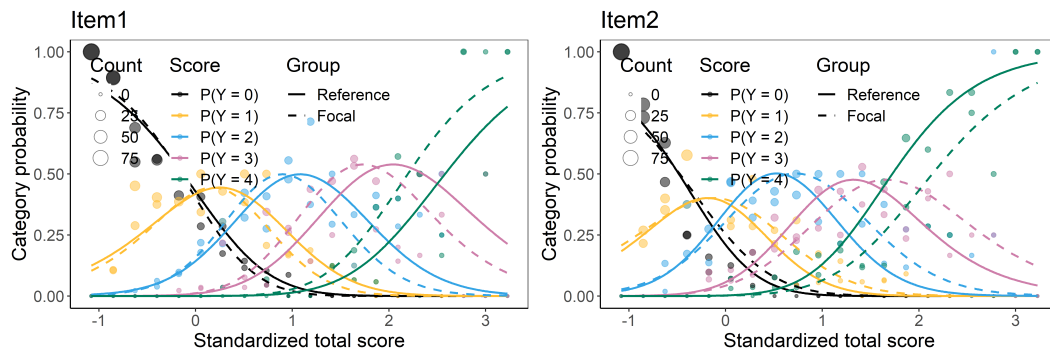 Item1
Category probability
1.00
0.75
0.50
0.25
0.00
Count
0
25
50
75
Score
P(Y = 0)
P(Y = 1)
P(Y = 2)
P(Y = 3)
P(Y = 4)
Group
Reference
Focal
-1 0 1 2 3
Standardized total score
Item2
Category probability
1.00
0.75
0.50
0.25
0.00
Count
0
25
50
75
Score
P(Y = 0)
P(Y = 1)
P(Y = 2)
P(Y = 3)
P(Y = 4)
Group
Reference
Focal
-1 0 1 2 3
Standardized total score